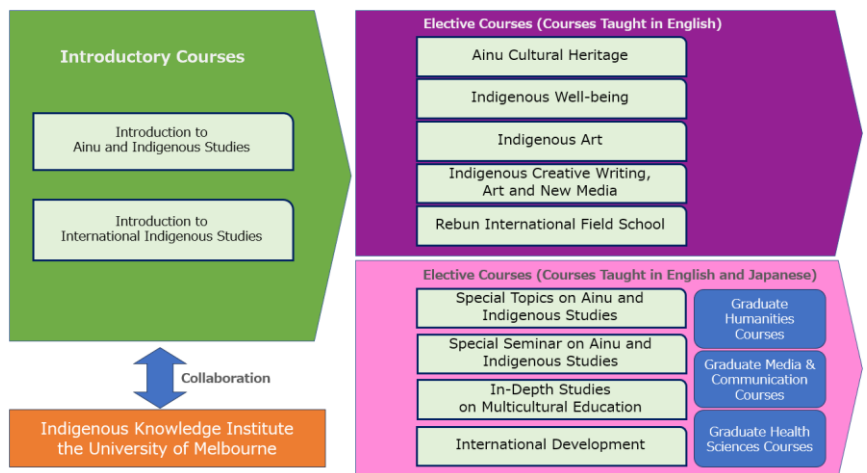 Introductory Courses
Introduction to
Ainu and Indigenous Studies
Introduction to
International Indigenous Studies
Collaboration
Indigenous Knowledge Institute
the University of Melbourne
Elective Courses (Courses Taught in English)
Ainu Cultural Heritage
Indigenous Well-being
Indigenous Art
Indigenous Creative Writing,
Art and New Media
Rebun International Field School
Elective Courses (Courses Taught in English and Japanese)
Special Topics on Ainu and
Indigenous Studies
Special Seminar on Ainu and
Indigenous Studies
In-Depth Studies
on Multicultural Education
International Development
Graduate
Humanities
Courses
Graduate Media &
Communication
Courses
Graduate Health
Sciences Courses